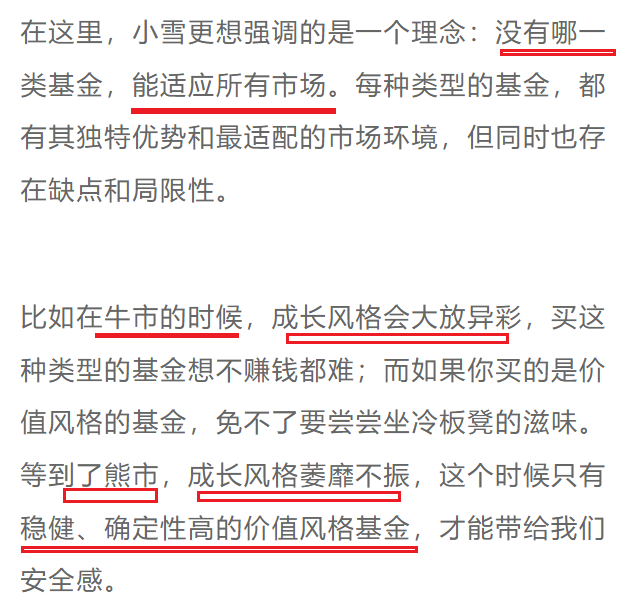 在这里，小雪更想强调的是一个理念：没有哪一
类基金，能适应所有市场。每种类型的基金，都
有其独特优势和最适配的市场环境，但同时也存
在缺点和局限性。
比如在牛市的时候，成长风格会大放异彩，买这
种类型的基金想不赚钱都难；而如果你买的是价
值风格的基金，免不了要尝尝坐冷板凳的滋味。
等到了熊市，成长风格萎靡不振，这个时候只有
稳健、确定性高的价值风格基金，才能带给我们
安全感。